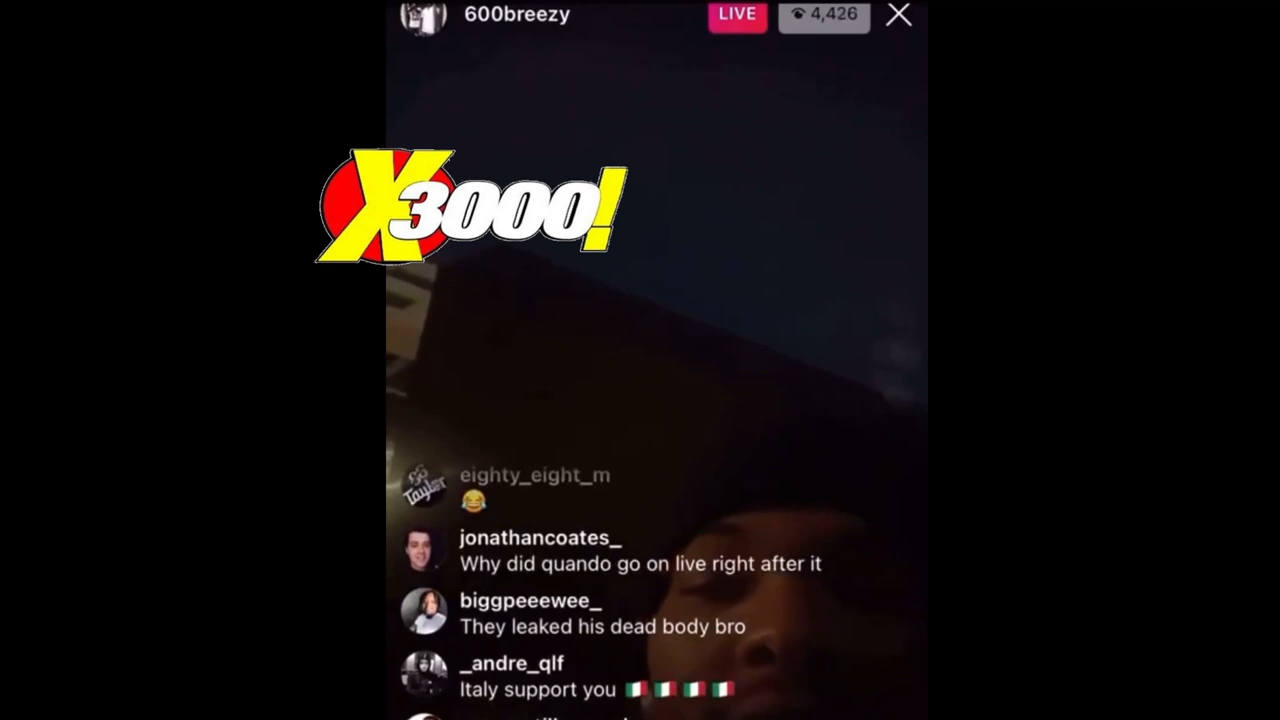 600breezy LIVE 4,426
X3000!
Taylor
eighty_eight_m
😂
jonathancoates_
Why did quando go on live right after it
biggpeeewee_
They leaked his dead body bro
_andre_qlf
Italy support you 🇮🇹 🇮🇹 🇮🇹 🇮🇹